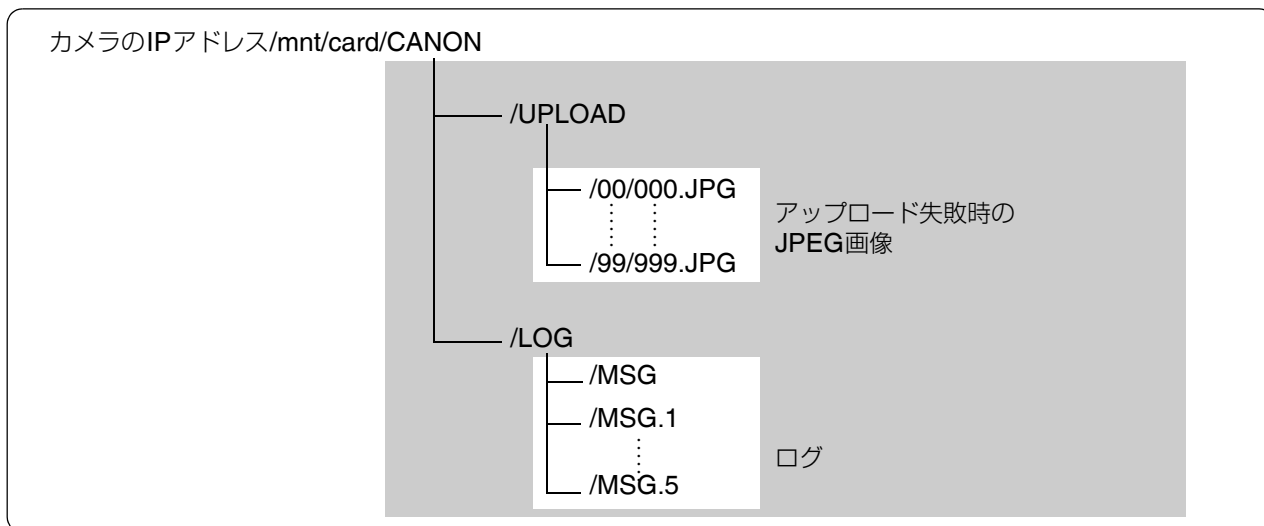 カメラのIPアドレス/mnt/card/CANON
/UPLOAD
/00/000.JPG
/99/999.JPG
アップロード失敗時の
JPEG画像
/LOG
/MSG
/MSG.1
/MSG.5
ログ